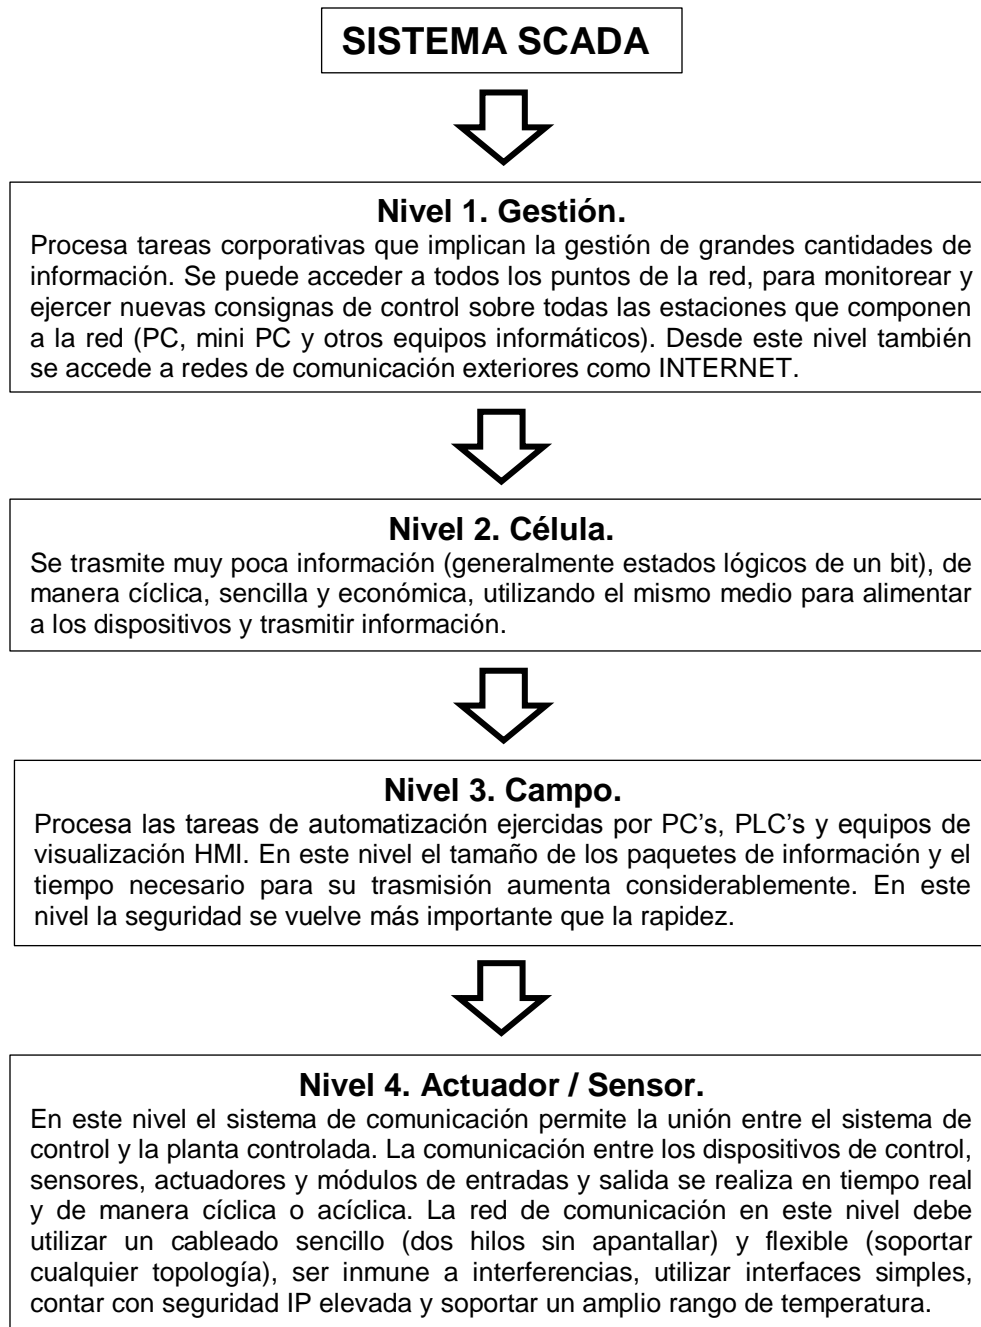 SISTEMA SCADA
Nivel 1. Gestión.
Procesa tareas corporativas que implican la gestión de grandes cantidades de
información. Se puede acceder a todos los puntos de la red, para monitorear y
ejercer nuevas consignas de control sobre todas las estaciones que componen
a la red (PC, mini PC y otros equipos informáticos). Desde este nivel también
se accede a redes de comunicación exteriores como INTERNET.
Nivel 2. Célula.
Se trasmite muy poca información (generalmente estados lógicos de un bit), de
manera cíclica, sencilla y económica, utilizando el mismo medio para alimentar
a los dispositivos y trasmitir información.
Nivel 3. Campo.
Procesa las tareas de automatización ejercidas por PC’s, PLC’s y equipos de
visualización HMI. En este nivel el tamaño de los paquetes de información y el
tiempo necesario para su trasmisión aumenta considerablemente. En este
nivel la seguridad se vuelve más importante que la rapidez.
Nivel 4. Actuador / Sensor.
En este nivel el sistema de comunicación permite la unión entre el sistema de
control y la planta controlada. La comunicación entre los dispositivos de control,
sensores, actuadores y módulos de entradas y salida se realiza en tiempo real
y de manera cíclica o acíclica. La red de comunicación en este nivel debe
utilizar un cableado sencillo (dos hilos sin apantallar) y flexible (soportar
cualquier topología), ser inmune a interferencias, utilizar interfaces simples,
contar con seguridad IP elevada y soportar un amplio rango de temperatura.